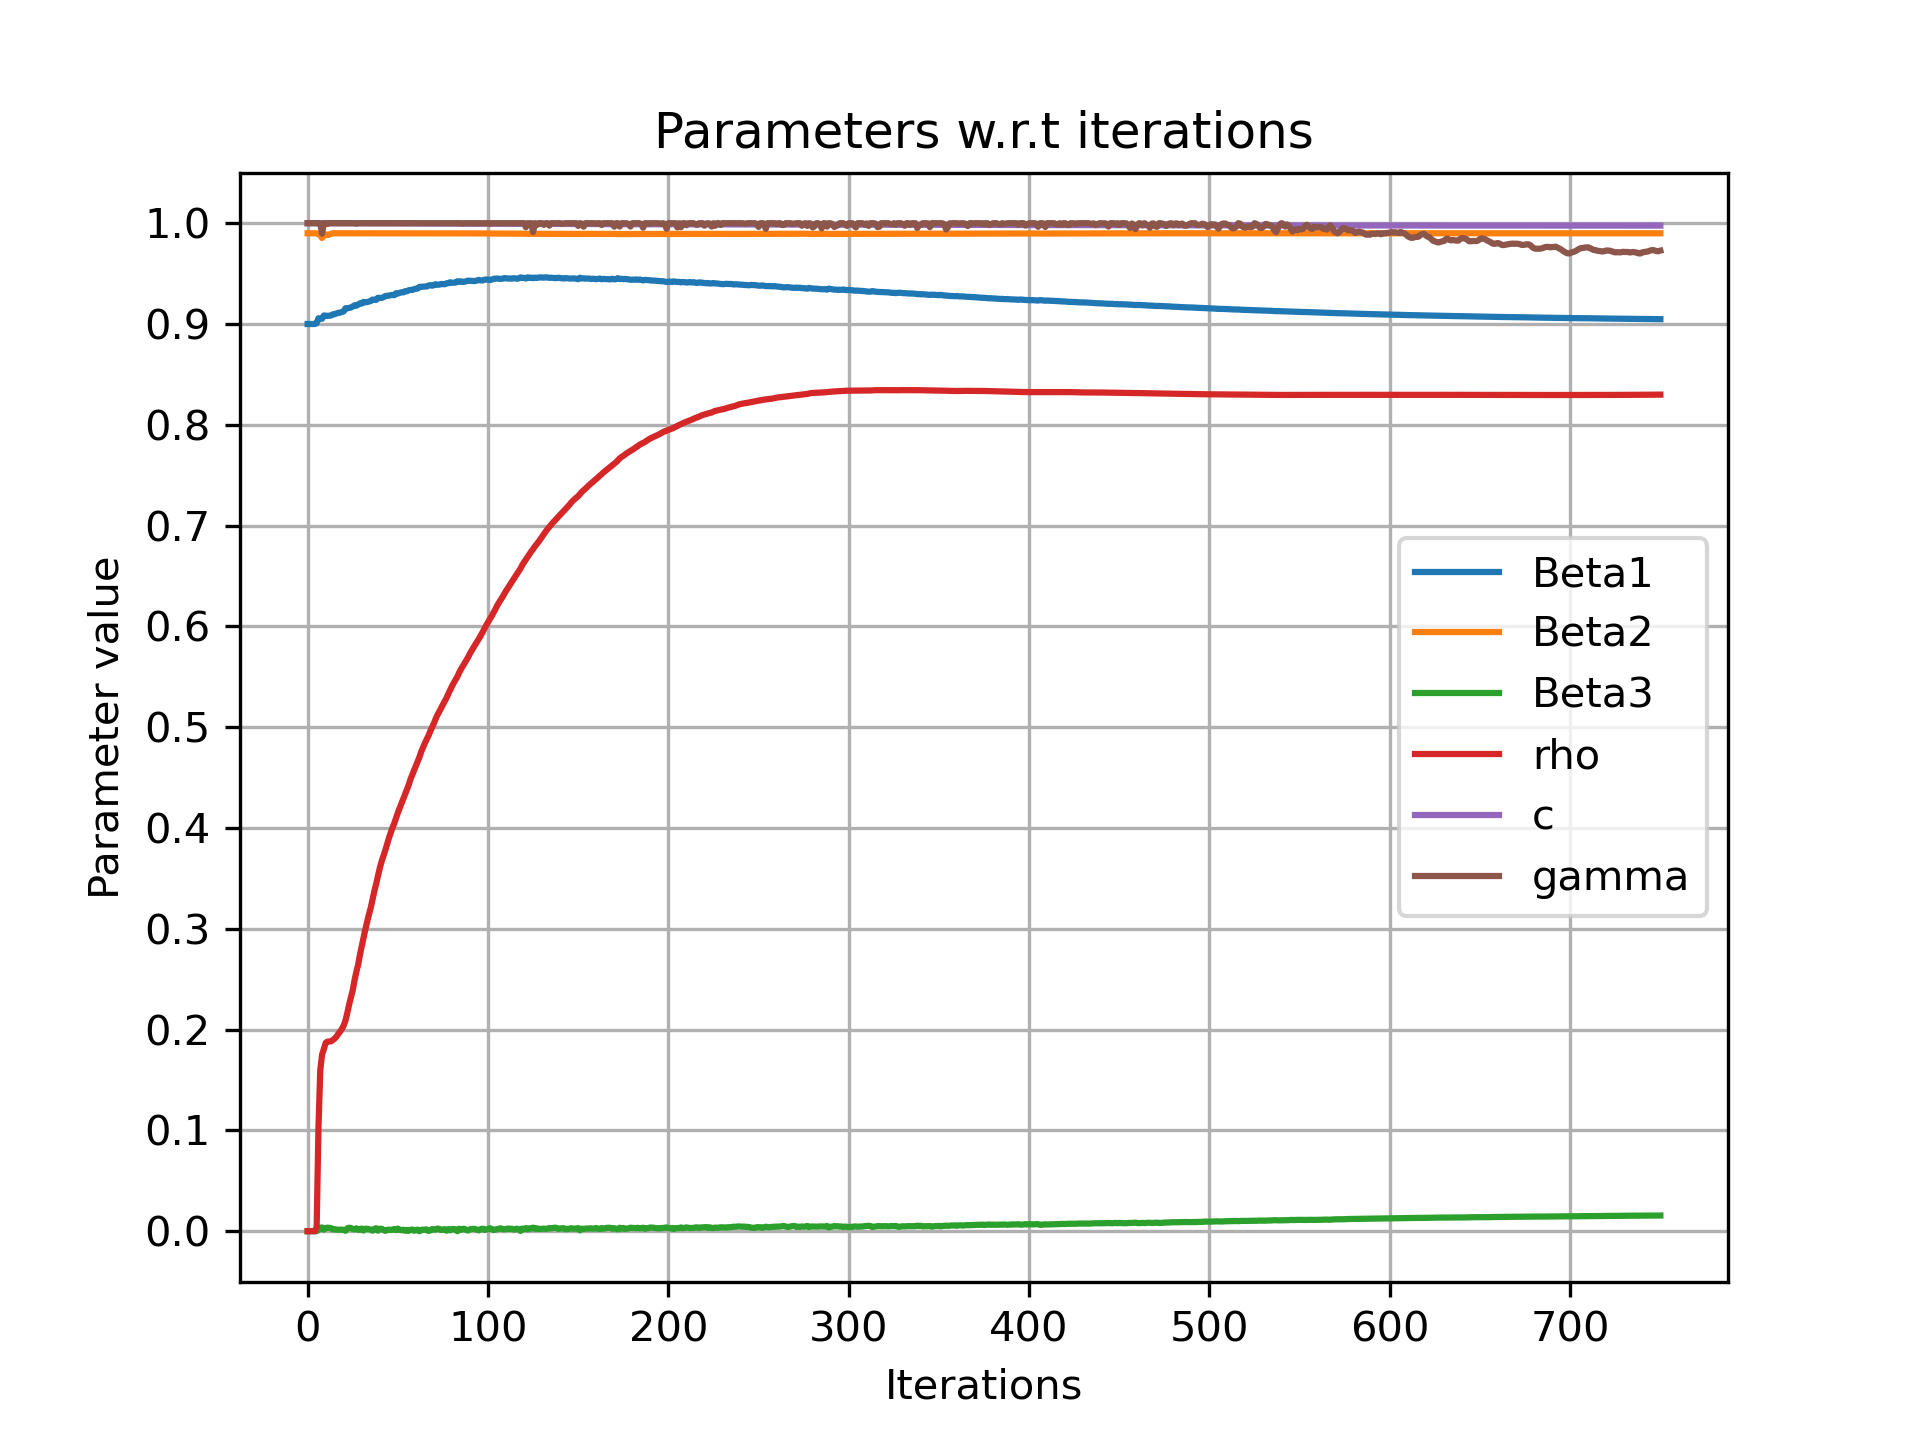 Parameters w.r.t iterations
Parameter value
1.0
0.9
0.8
0.7
0.6
0.5
0.4
0.3
0.2
0.1
0.0
Beta1
Beta2
Beta3
rho
c
gamma
0 100 200 300 400 500 600 700
Iterations